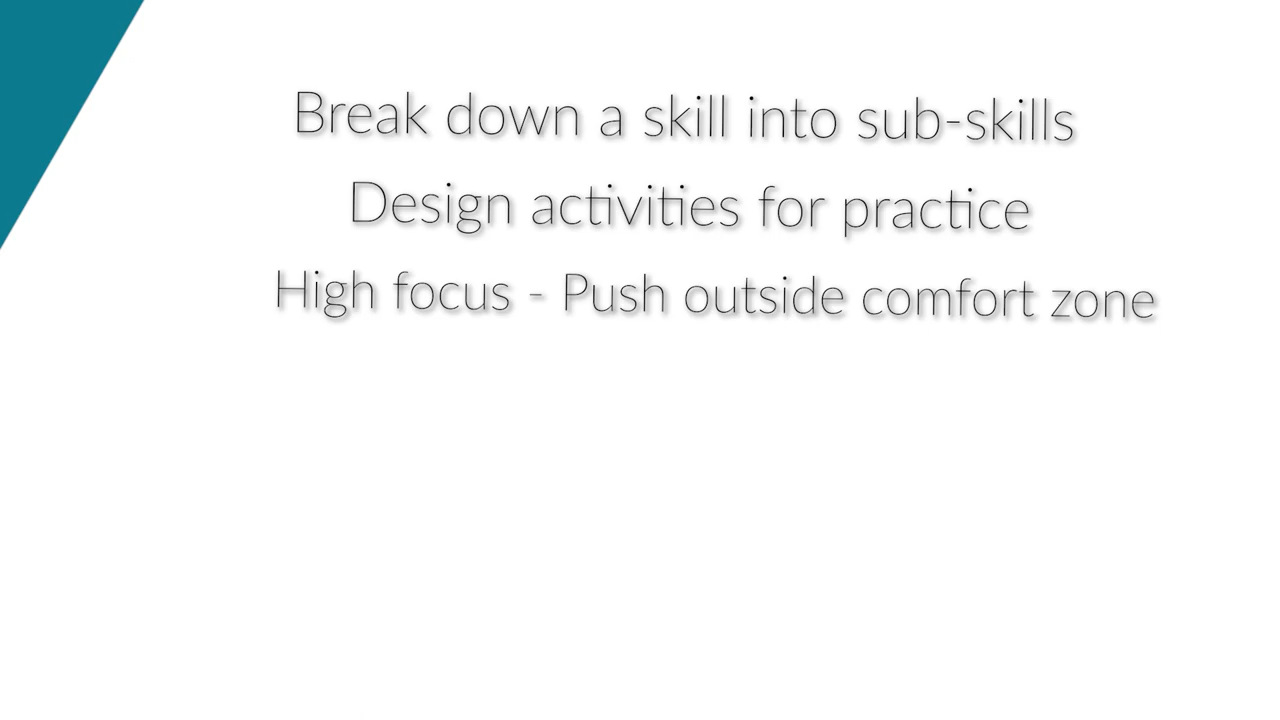 Break down a skill into sub-skills
Design activities for practice
High focus - Push outside comfort zone